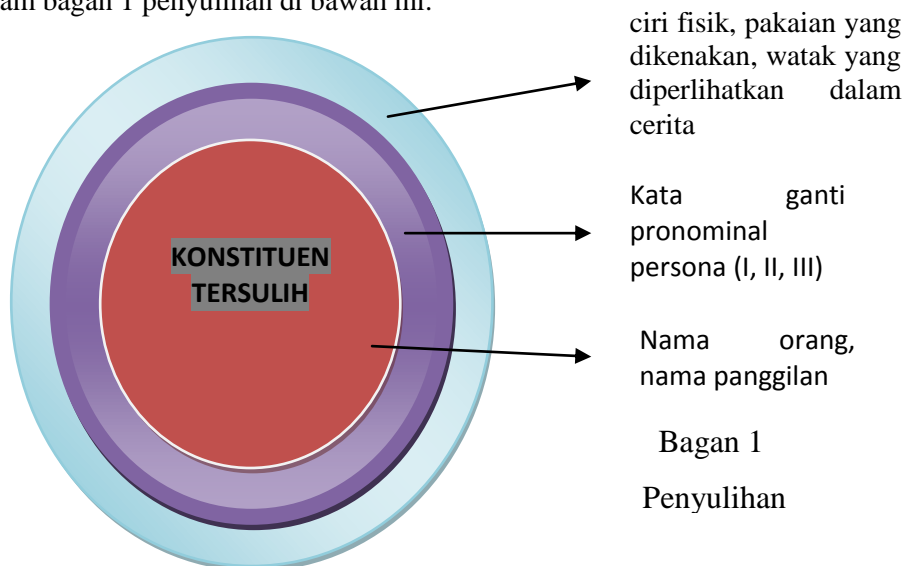 bagan 1 penyulihan di bawah ini.
ciri fisik, pakaian yang
dikenakan, watak yang
diperlihatkan dalam
cerita
KONSTITUEN
TERSULIH
Kata ganti
pronominal
persona (I, II, III)
Nama orang,
nama panggilan
Bagan 1
Penyulihan